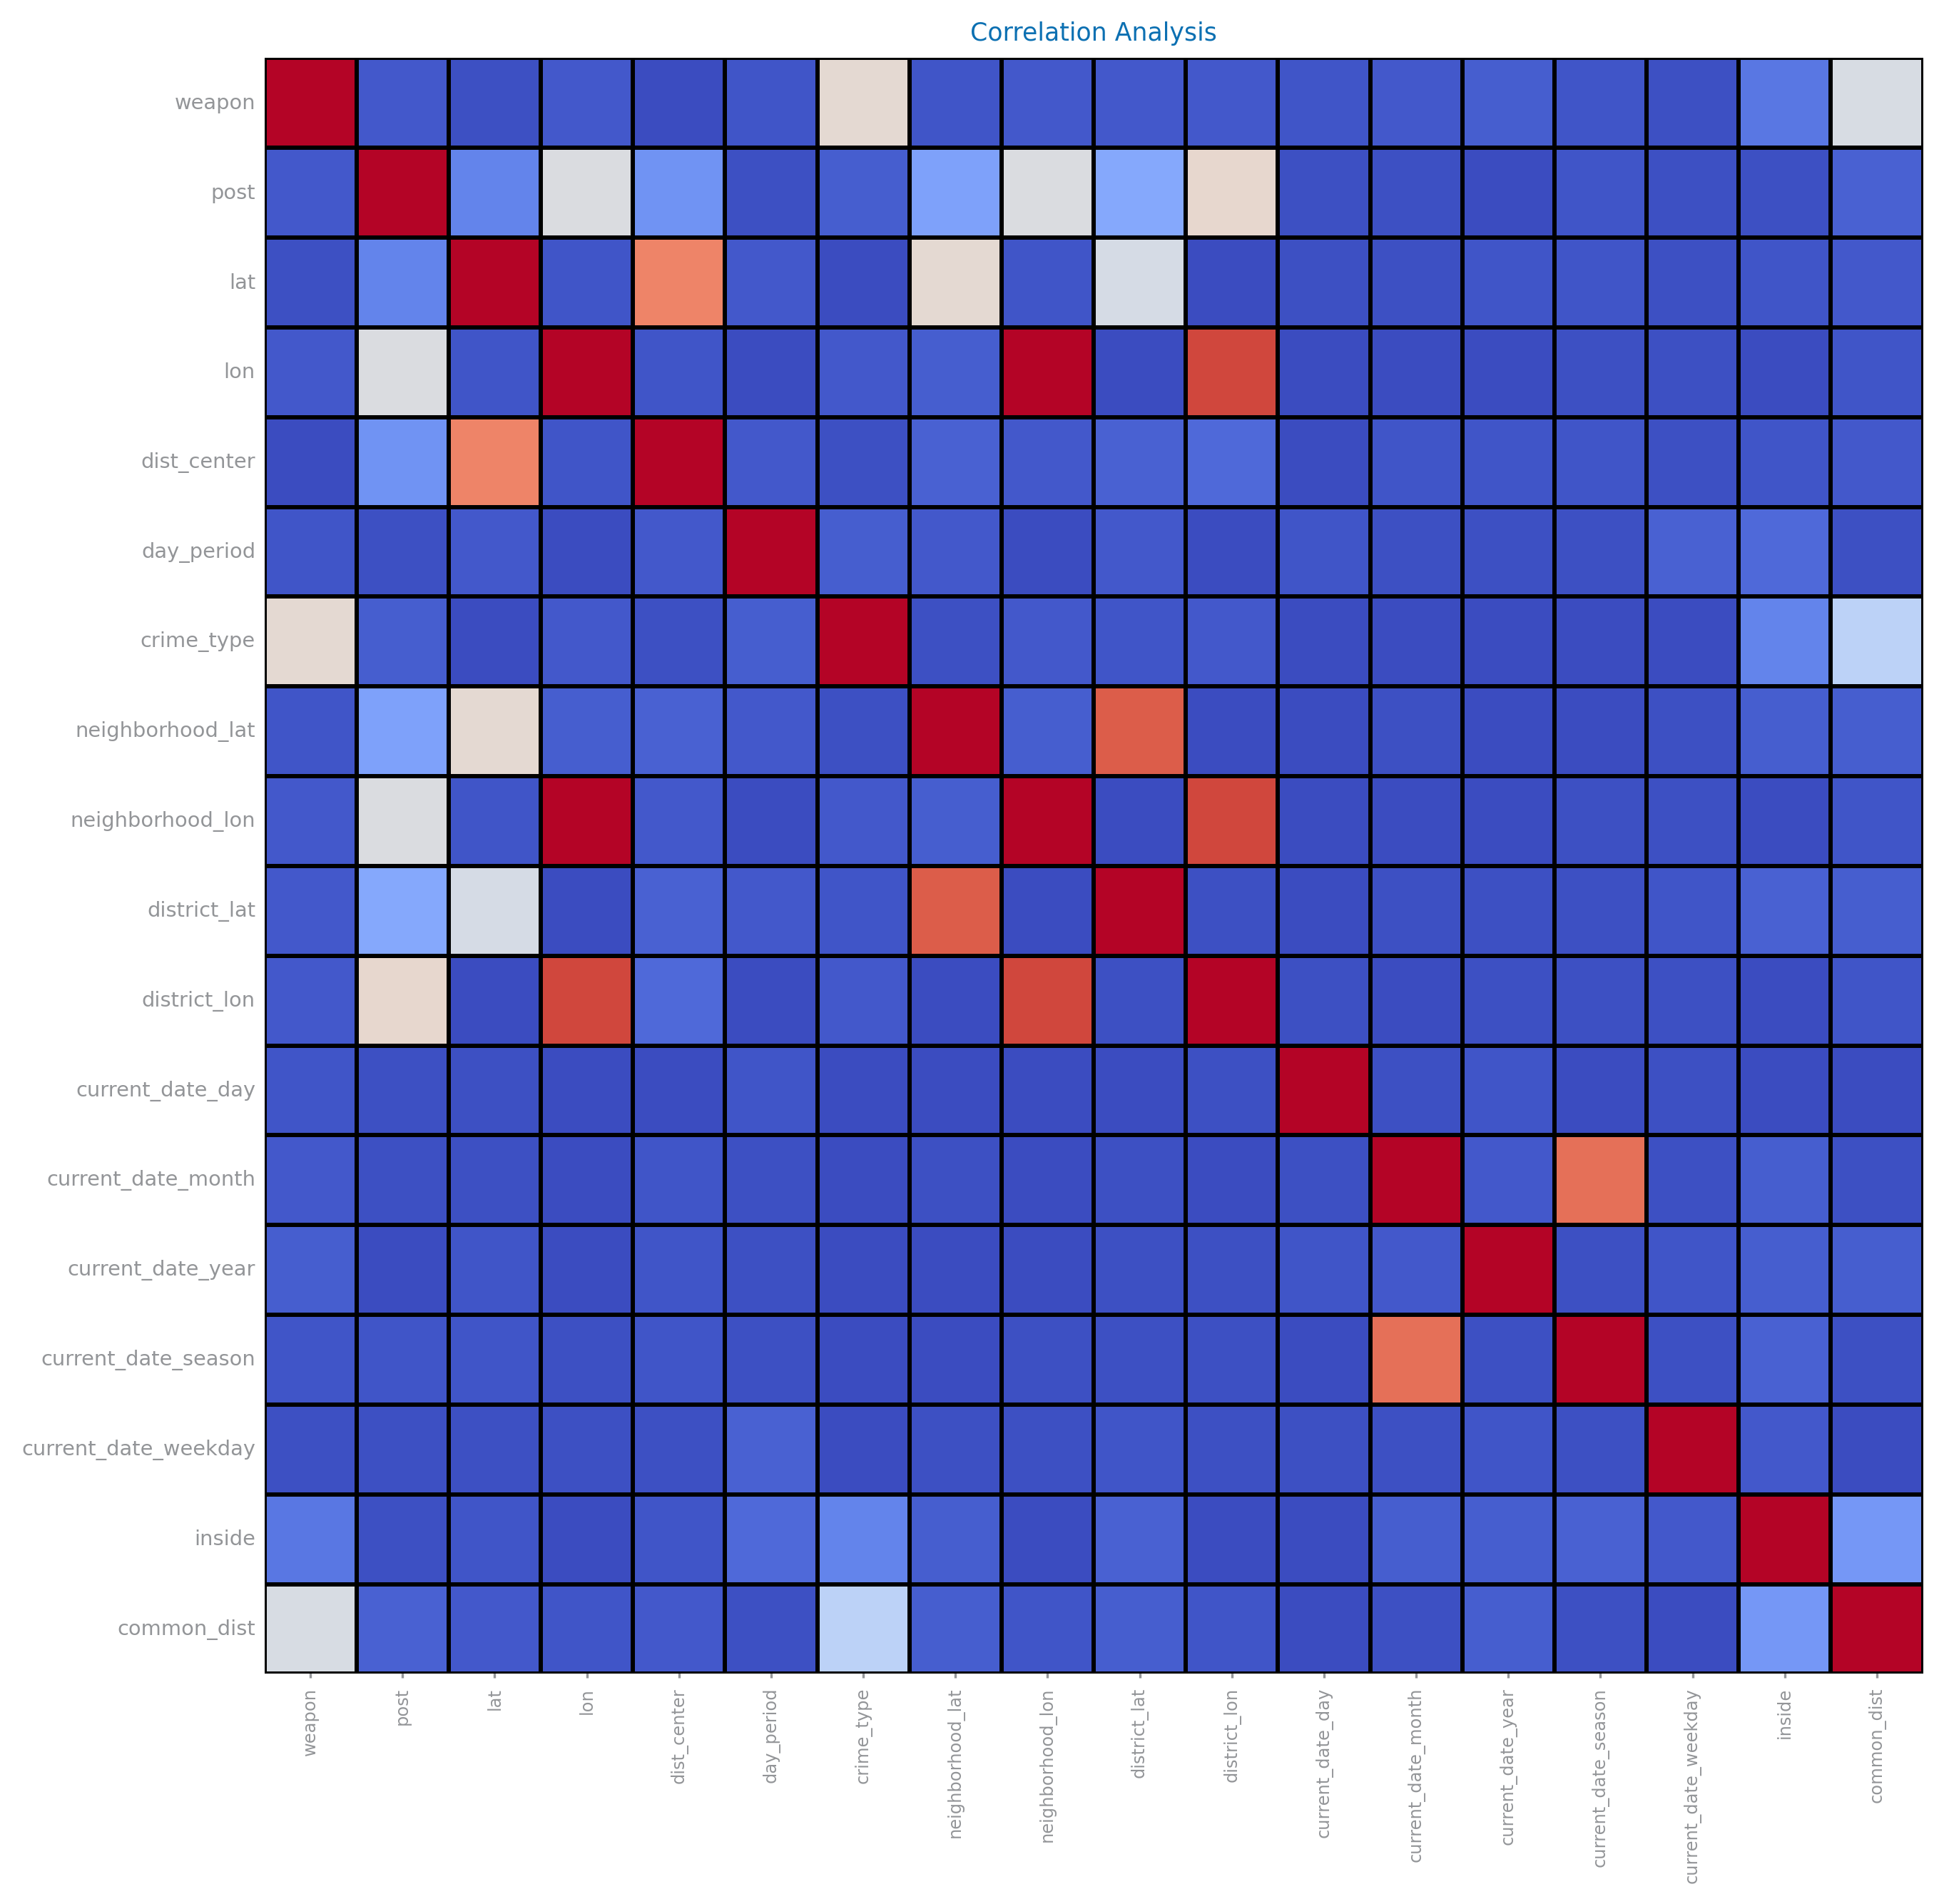 Correlation Analysis
weapon
post
lat
lon
dist_center
day_period
crime_type
neighborhood_lat
neighborhood_lon
district_lat
district_lon
current_date_day
current_date_month
current_date_year
current_date_season
current_date_weekday
inside
common_dist
weapon
post
lat
lon
dist_center
day_period
crime_type
neighborhood_lat
neighborhood_lon
district_lat
district_lon
current_date_day
current_date_month
current_date_year
current_date_season
current_date_weekday
inside
common_dist